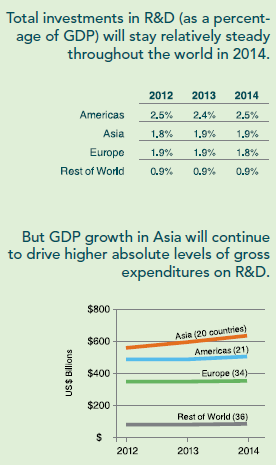 Total investments in R&D (as a percent-
age of GDP) will stay relatively steady
throughout the world in 2014.
2012 2013 2014
Americas 2.5% 2.4% 2.5%
Asia 1.8% 1.9% 1.9%
Europe 1.9% 1.9% 1.8%
Rest of World 0.9% 0.9% 0.9%
But GDP growth in Asia will continue
to drive higher absolute levels of gross
expenditures on R&D.
US$ Billions
$800
$600
$400
$200
$
Asia (20 countries)
Americas (21)
Europe (34)
Rest of World (36)
2012 2013 2014